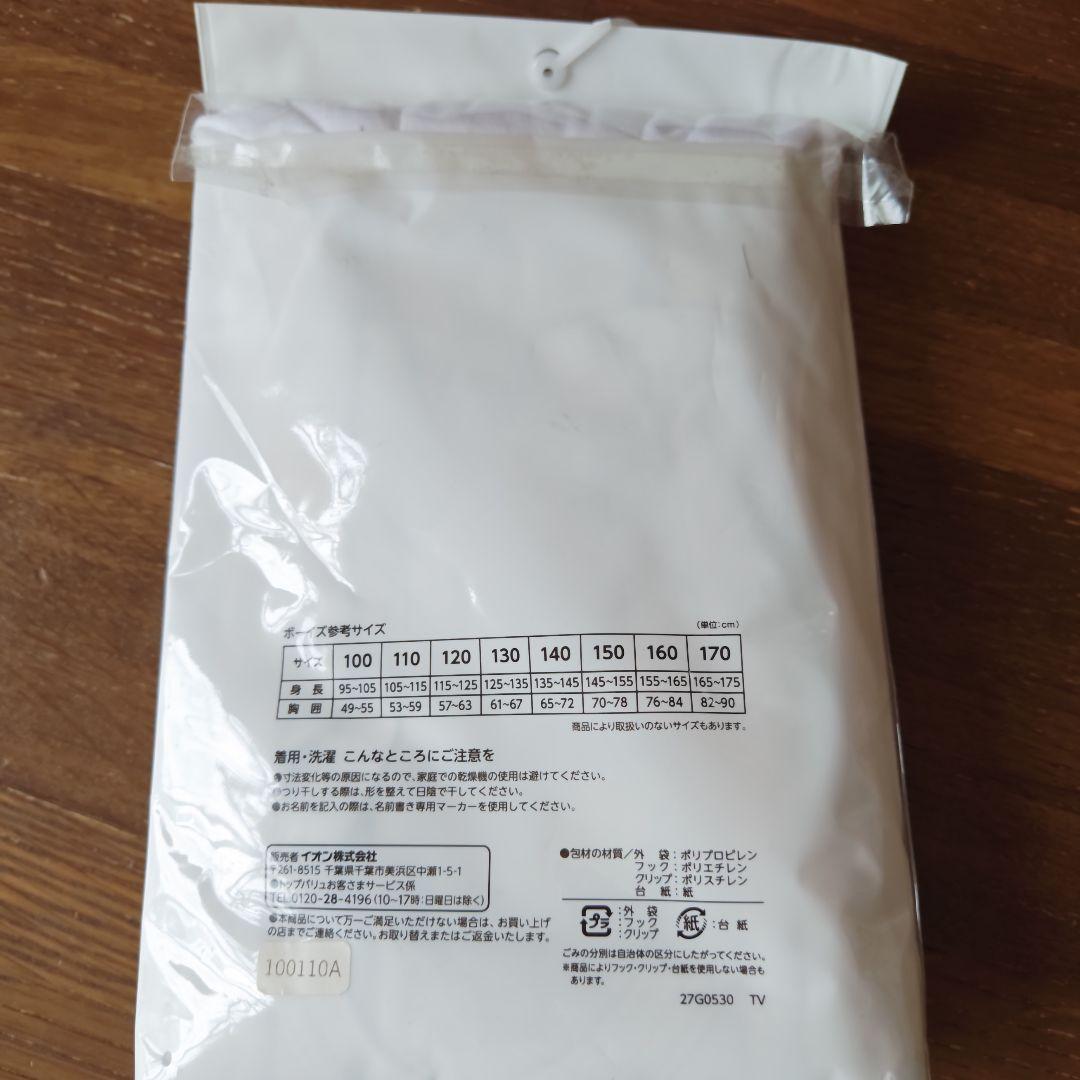 ボーイズ参考サイズ (単位:cm)
サイズ 100 110 120 130 140 150 160 170
身長 95~105 105~115 115~125 125~135 135~145 145~155 155~165 165~175
胸囲 49~55 53~59 57~63 61~67 65~72 70~78 76~84 82~90
商品により取扱いのないサイズもあります。
着用・洗濯 こんなところにご注意を
●寸法変化等の原因になるので、家庭での乾燥機の使用は避けてください。
●つり干しする際は、形を整えて日陰で干してください。
●お名前を記入の際は、名前書き専用マーカーを使用してください。
販売者 イオン株式会社
〒261-8515 千葉県千葉市美浜区中瀬1-5-1
●トップバリュお客さまサービス係
TEL0120-28-4196(10~17時:日曜日は除く)
●本商品について万一ご満足いただけない場合は、お買い上げ
の店までご連絡ください。お取り替えまたはご返金いたします。
100110A
●包材の材質/外 袋:ポリプロピレン
フック:ポリエチレン
クリップ:ポリスチレン
台 紙:紙
プラ :外 袋
:フック
:クリップ
紙 :台 紙
ごみの分別は自治体の区分にしたがってください。
※商品によりフック・クリップ・台紙を使用しない場合も
あります。
27G0530 TV